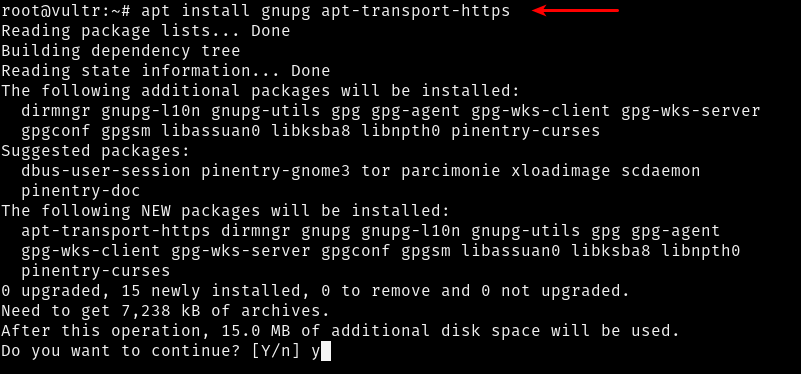 root@vultr:~# apt install gnupg apt-transport-https
Reading package lists... Done
Building dependency tree
Reading state information... Done
The following additional packages will be installed:
  dirmngr gnupg-l10n gnupg-utils gpg gpg-agent gpg-wks-client gpg-wks-server
  gpgconf gpgsm libassuan0 libksba8 libnpth0 pinentry-curses
Suggested packages:
  dbus-user-session pinentry-gnome3 tor parcimonie xloadimage scdaemon
  pinentry-doc
The following NEW packages will be installed:
  apt-transport-https dirmngr gnupg gnupg-l10n gnupg-utils gpg gpg-agent
  gpg-wks-client gpg-wks-server gpgconf gpgsm libassuan0 libksba8 libnpth0
  pinentry-curses
0 upgraded, 15 newly installed, 0 to remove and 0 not upgraded.
Need to get 7,238 kB of archives.
After this operation, 15.0 MB of additional disk space will be used.
Do you want to continue? [Y/n] y